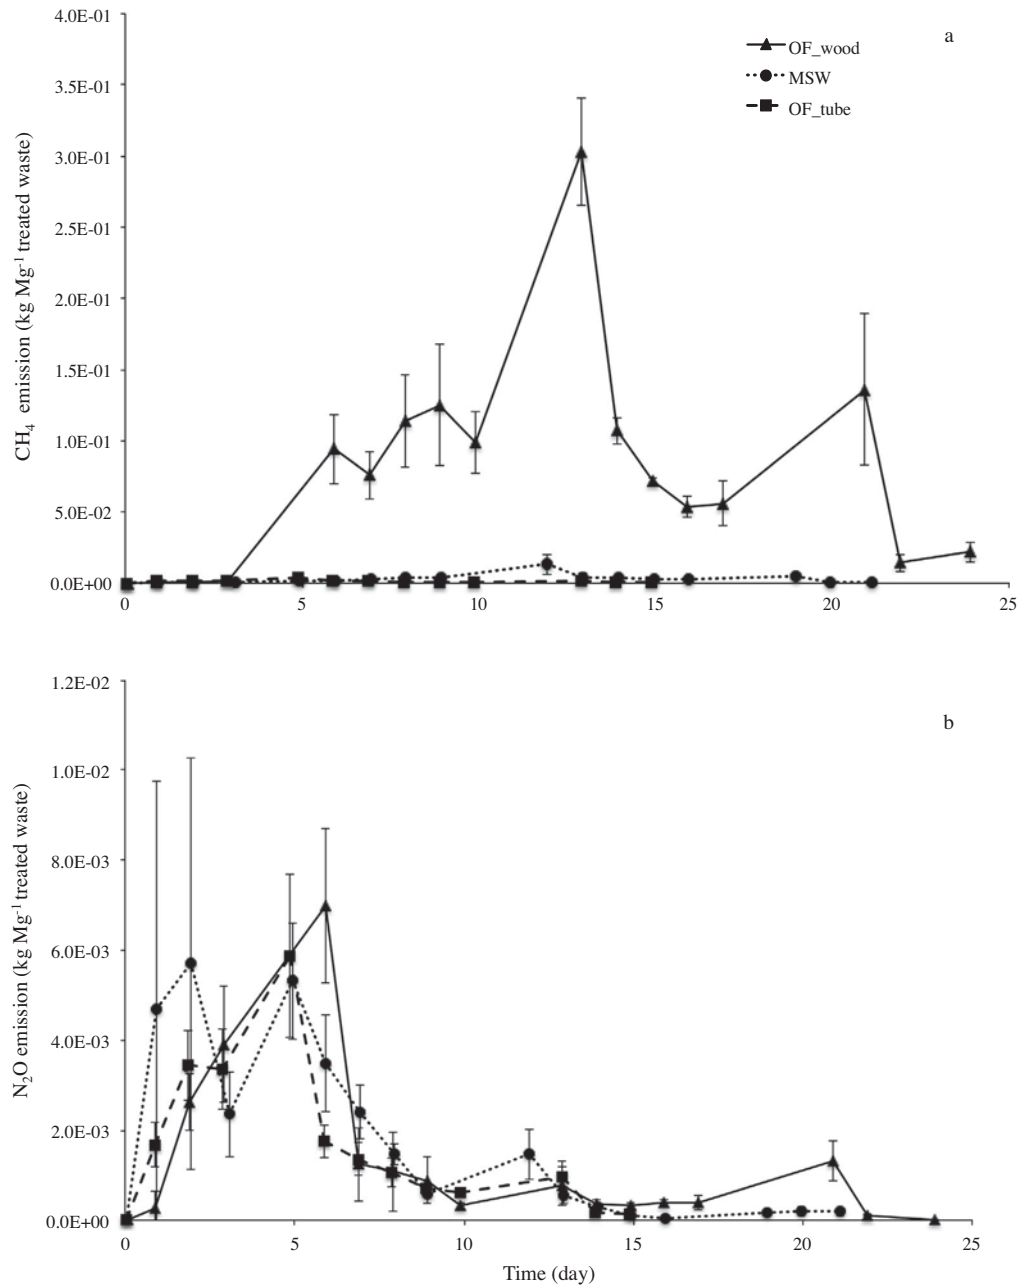 4.0E-01
a
OF_wood
MSW
OF_tube
3.5E-01
3.0E-01
2.5E-01
2.0E-01
1.5E-01
1.0E-01
5.0E-02
0.0E+00
CH₄ emission (kg Mg⁻¹ treated waste)
0 5 10 15 20 25
1.2E-02
b
1.0E-02
8.0E-03
6.0E-03
4.0E-03
2.0E-03
0.0E+00
N₂O emission (kg Mg⁻¹ treated waste)
0 5 10 15 20 25
Time (day)